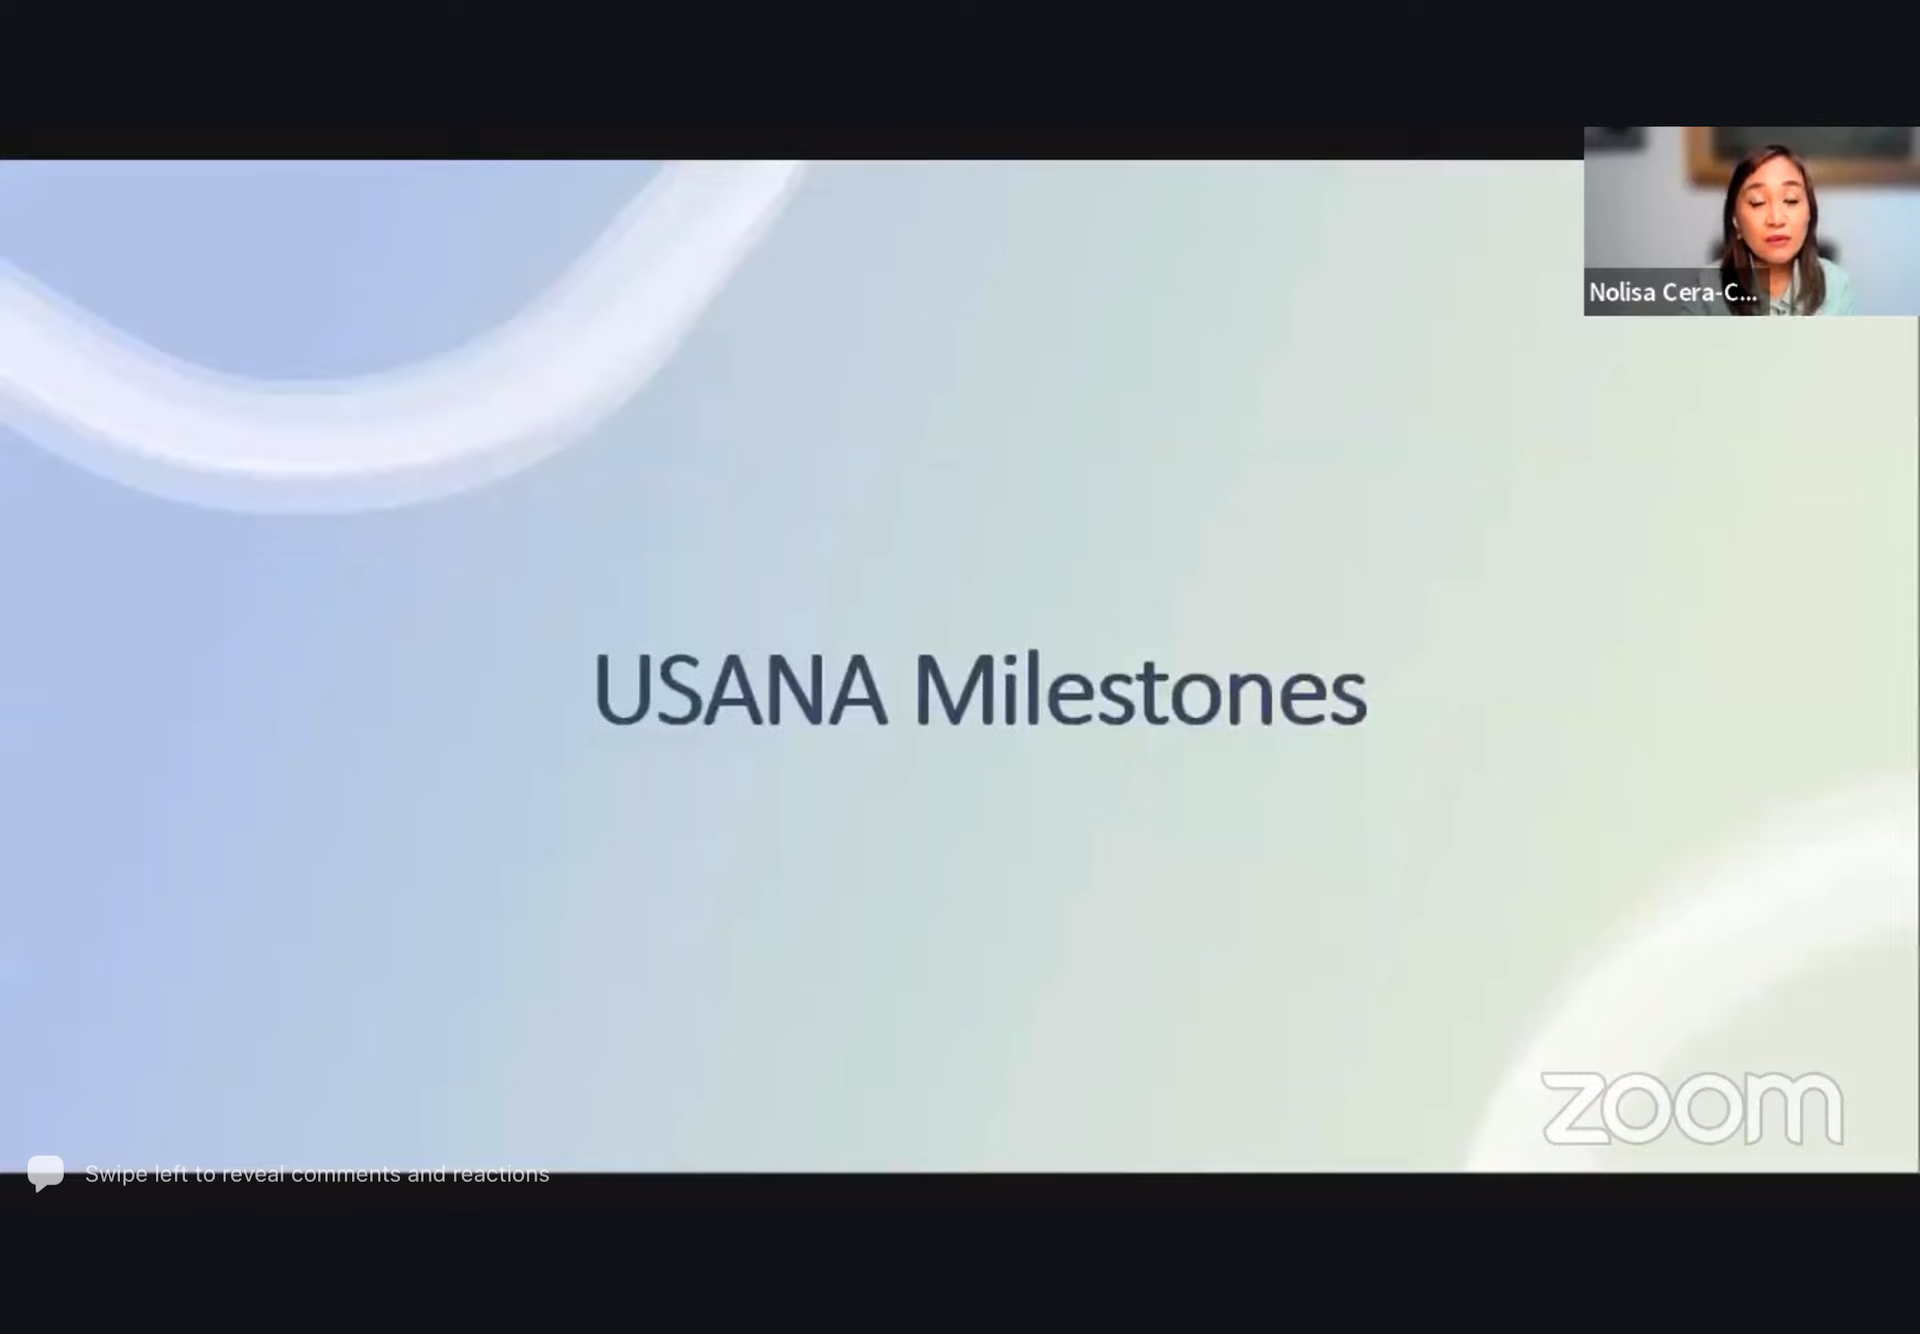 Nolisa Cera-C...
USANA Milestones
zoom
Swipe left to reveal comments and reactions